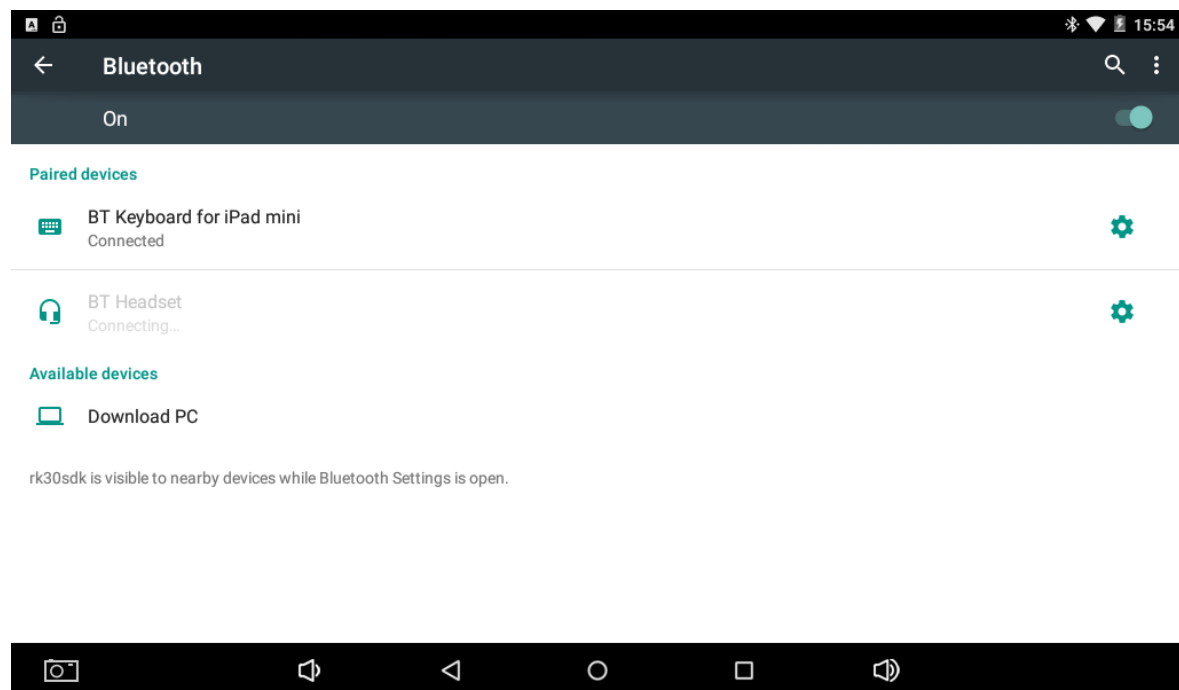 A
15:54
Bluetooth
On
Paired devices
BT Keyboard for iPad mini
Connected
BT Headset
Connecting...
Available devices
Download PC
rk30sdk is visible to nearby devices while Bluetooth Settings is open.